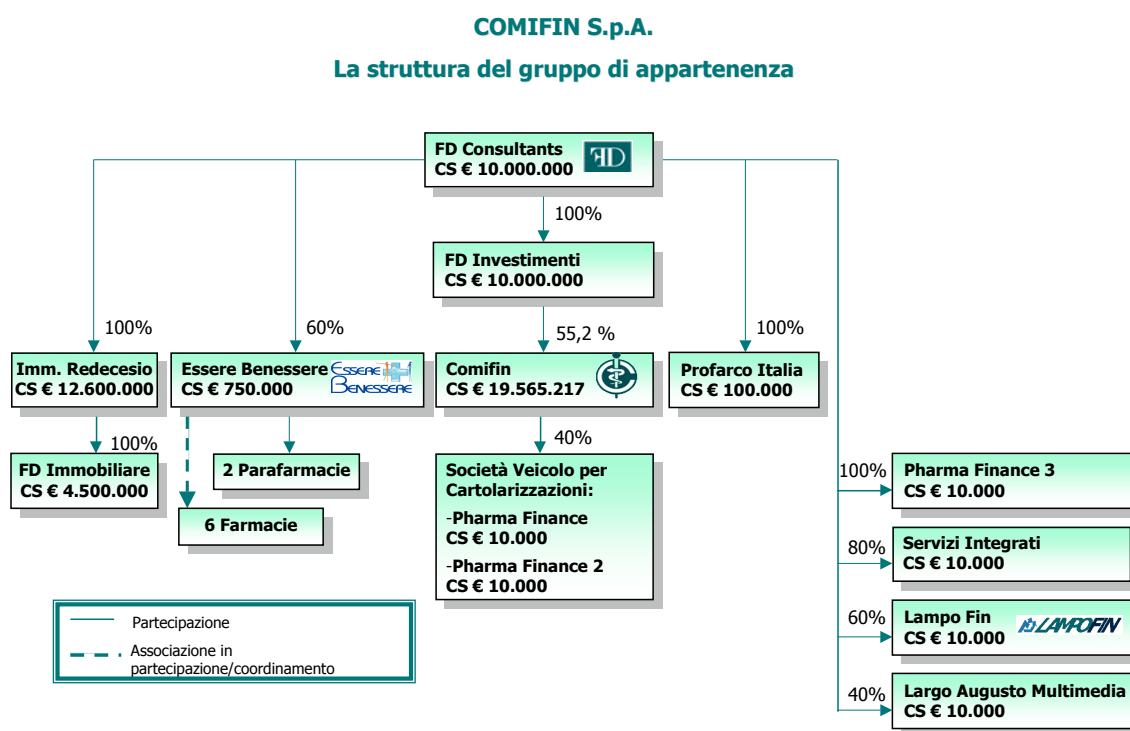 COMIFIN S.p.A.
La struttura del gruppo di appartenenza
FD Consultants
CS € 10.000.000
FD
100%
FD Investimenti
CS € 10.000.000
100%
60%
55,2 %
100%
Imm. Redecesio
CS € 12.600.000
Essere Benessere
CS € 750.000
ESSERE
BENESSERE
Comifin
CS € 19.565.217
Profarco Italia
CS € 100.000
100%
40%
FD Immobiliare
CS € 4.500.000
2 Parafarmacie
6 Farmacie
Società Veicolo per
Cartolarizzazioni:
-Pharma Finance
CS € 10.000
-Pharma Finance 2
CS € 10.000
100%
Pharma Finance 3
CS € 10.000
80%
Servizi Integrati
CS € 10.000
60%
Lampo Fin
CS € 10.000
LAMPOFIN
40%
Largo Augusto Multimedia
CS € 10.000
Partecipazione
Associazione in
partecipazione/coordinamento